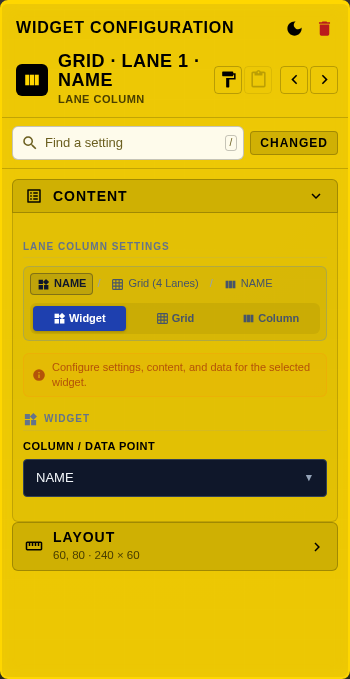 WIDGET CONFIGURATION
GRID · LANE 1 ·
NAME
LANE COLUMN
Find a setting
/
CHANGED
CONTENT
LANE COLUMN SETTINGS
NAME / Grid (4 Lanes) / NAME
Widget Grid Column
Configure settings, content, and data for the selected
widget.
WIDGET
COLUMN / DATA POINT
NAME
LAYOUT
60, 80 · 240 × 60